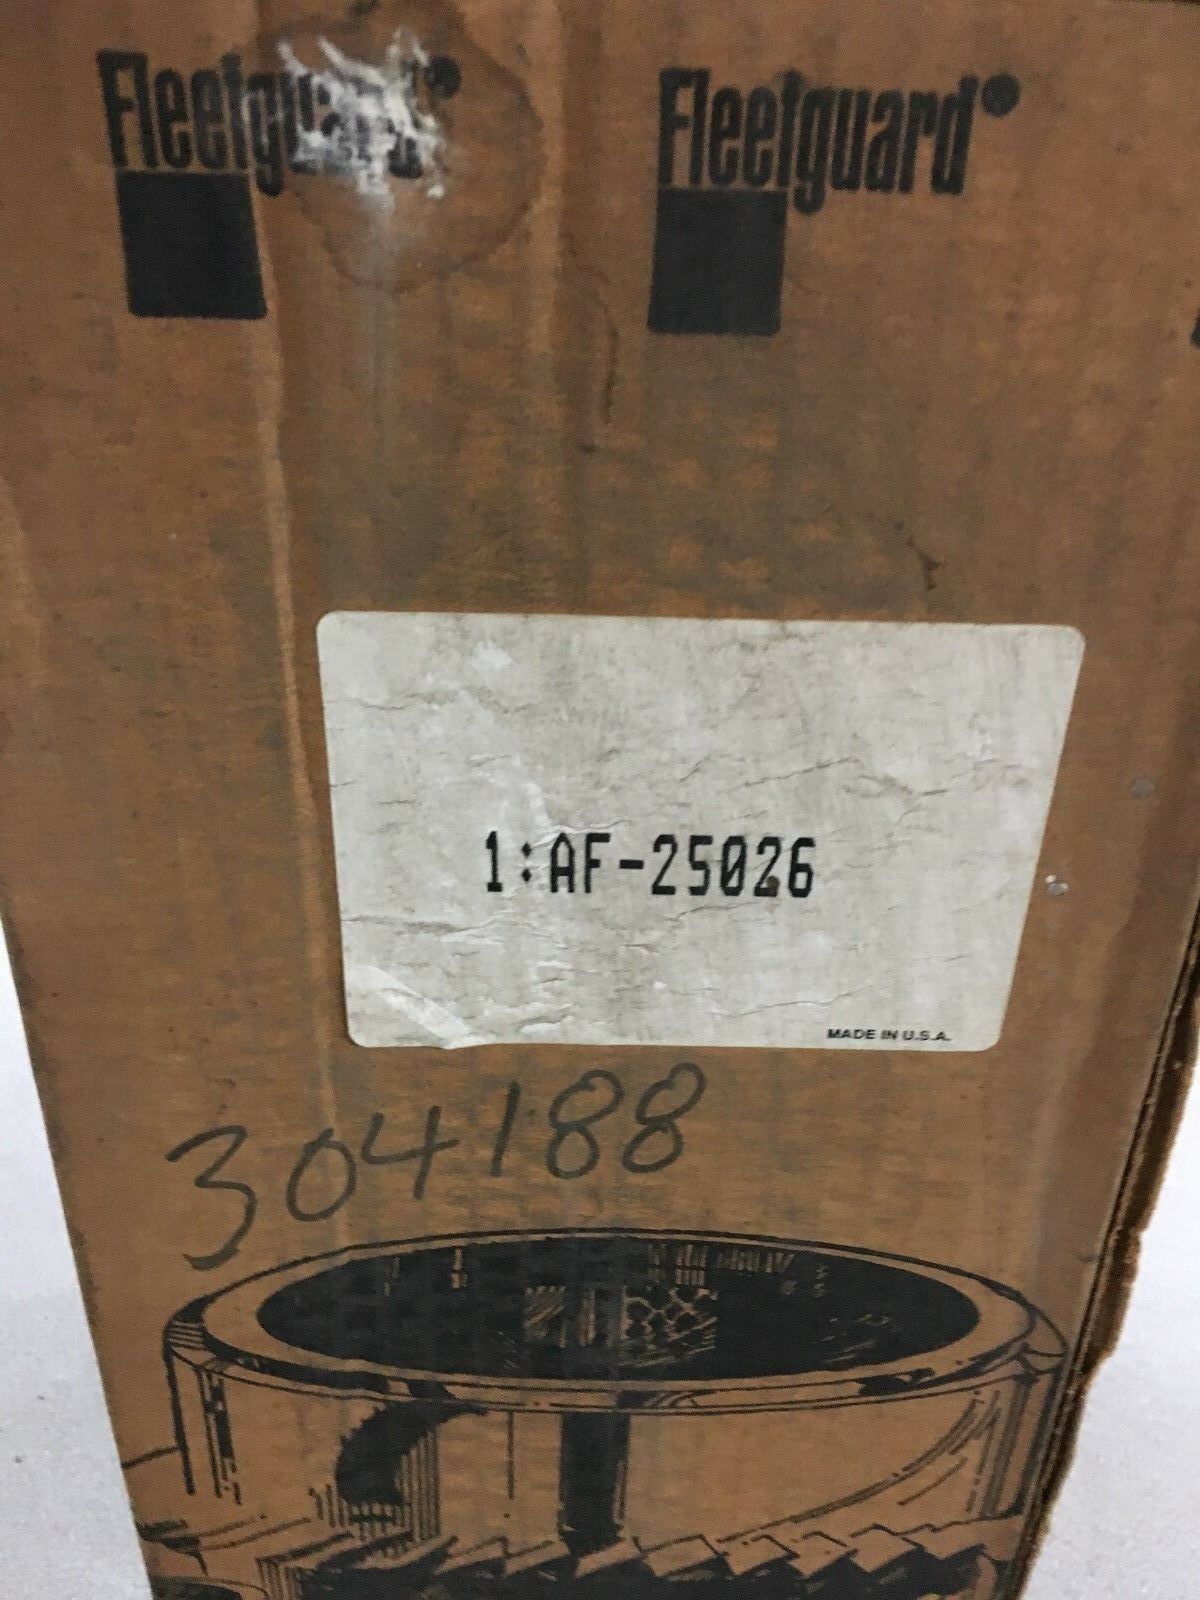 Fleetguard® Fleetguard®
1:AF-25026
MADE IN U.S.A.
304188